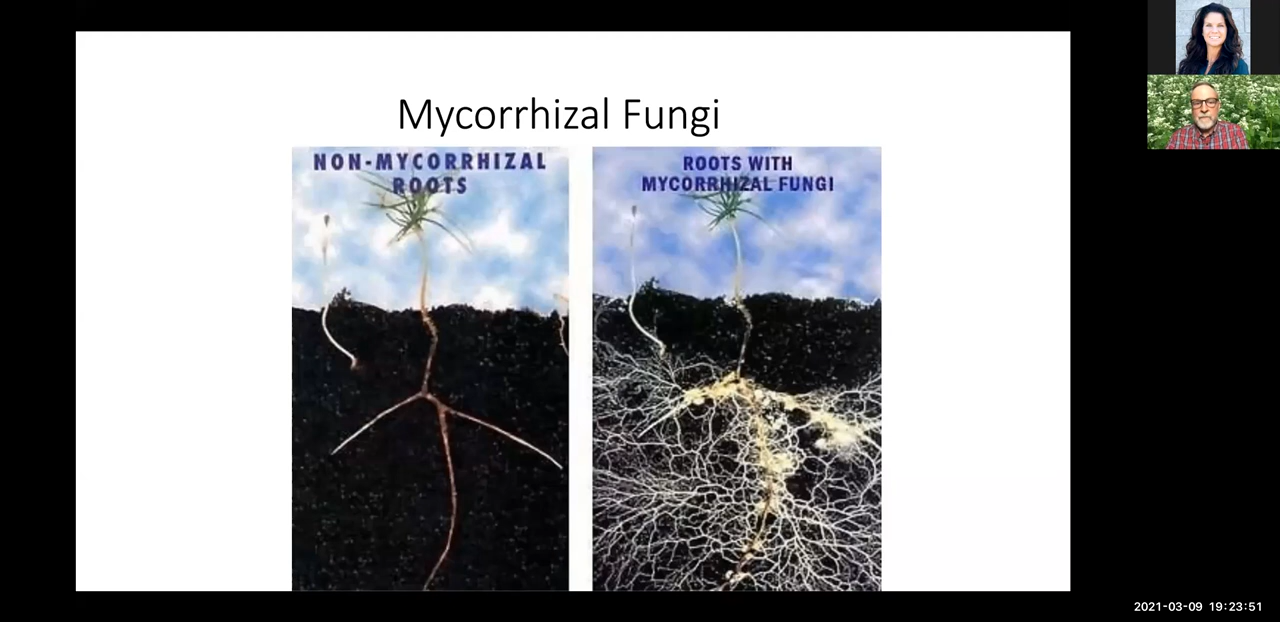 Mycorrhizal Fungi
NON-MYCORRHIZAL
ROOTS
ROOTS WITH
MYCORRHIZAL FUNGI
2021-03-09 19:23:51